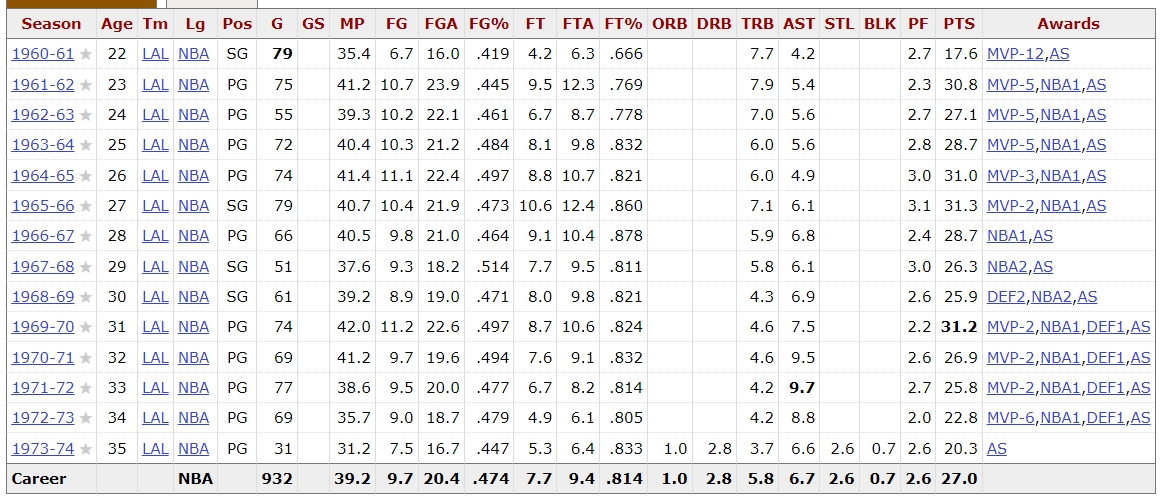 Season Age Tm Lg Pos G GS MP FG FGA FG% FT FTA FT% ORB DRB TRB AST STL BLK PF PTS Awards
1960-61 ★ 22 LAL NBA SG 79 35.4 6.7 16.0 .419 4.2 6.3 .666 7.7 4.2 2.7 17.6 MVP-12,AS
1961-62 ★ 23 LAL NBA PG 75 41.2 10.7 23.9 .445 9.5 12.3 .769 7.9 5.4 2.3 30.8 MVP-5,NBA1,AS
1962-63 ★ 24 LAL NBA PG 55 39.3 10.2 22.1 .461 6.7 8.7 .778 7.0 5.6 2.7 27.1 MVP-5,NBA1,AS
1963-64 ★ 25 LAL NBA PG 72 40.4 10.3 21.2 .484 8.1 9.8 .832 6.0 5.6 2.8 28.7 MVP-5,NBA1,AS
1964-65 ★ 26 LAL NBA PG 74 41.4 11.1 22.4 .497 8.8 10.7 .821 6.0 4.9 3.0 31.0 MVP-3,NBA1,AS
1965-66 ★ 27 LAL NBA SG 79 40.7 10.4 21.9 .473 10.6 12.4 .860 7.1 6.1 3.1 31.3 MVP-2,NBA1,AS
1966-67 ★ 28 LAL NBA PG 66 40.5 9.8 21.0 .464 9.1 10.4 .878 5.9 6.8 2.4 28.7 NBA1,AS
1967-68 ★ 29 LAL NBA SG 51 37.6 9.3 18.2 .514 7.7 9.5 .811 5.8 6.1 3.0 26.3 NBA2,AS
1968-69 ★ 30 LAL NBA SG 61 39.2 8.9 19.0 .471 8.0 9.8 .821 4.3 6.9 2.6 25.9 DEF2,NBA2,AS
1969-70 ★ 31 LAL NBA PG 74 42.0 11.2 22.6 .497 8.7 10.6 .824 4.6 7.5 2.2 31.2 MVP-2,NBA1,DEF1,AS
1970-71 ★ 32 LAL NBA PG 69 41.2 9.7 19.6 .494 7.6 9.1 .832 4.6 9.5 2.6 26.9 MVP-2,NBA1,DEF1,AS
1971-72 ★ 33 LAL NBA PG 77 38.6 9.5 20.0 .477 6.7 8.2 .814 4.2 9.7 2.7 25.8 MVP-2,NBA1,DEF1,AS
1972-73 ★ 34 LAL NBA PG 69 35.7 9.0 18.7 .479 4.9 6.1 .805 4.2 8.8 2.0 22.8 MVP-6,NBA1,DEF1,AS
1973-74 ★ 35 LAL NBA PG 31 31.2 7.5 16.7 .447 5.3 6.4 .833 1.0 2.8 3.7 6.6 2.6 0.7 2.6 20.3 AS
Career NBA 932 39.2 9.7 20.4 .474 7.7 9.4 .814 1.0 2.8 5.8 6.7 2.6 0.7 2.6 27.0